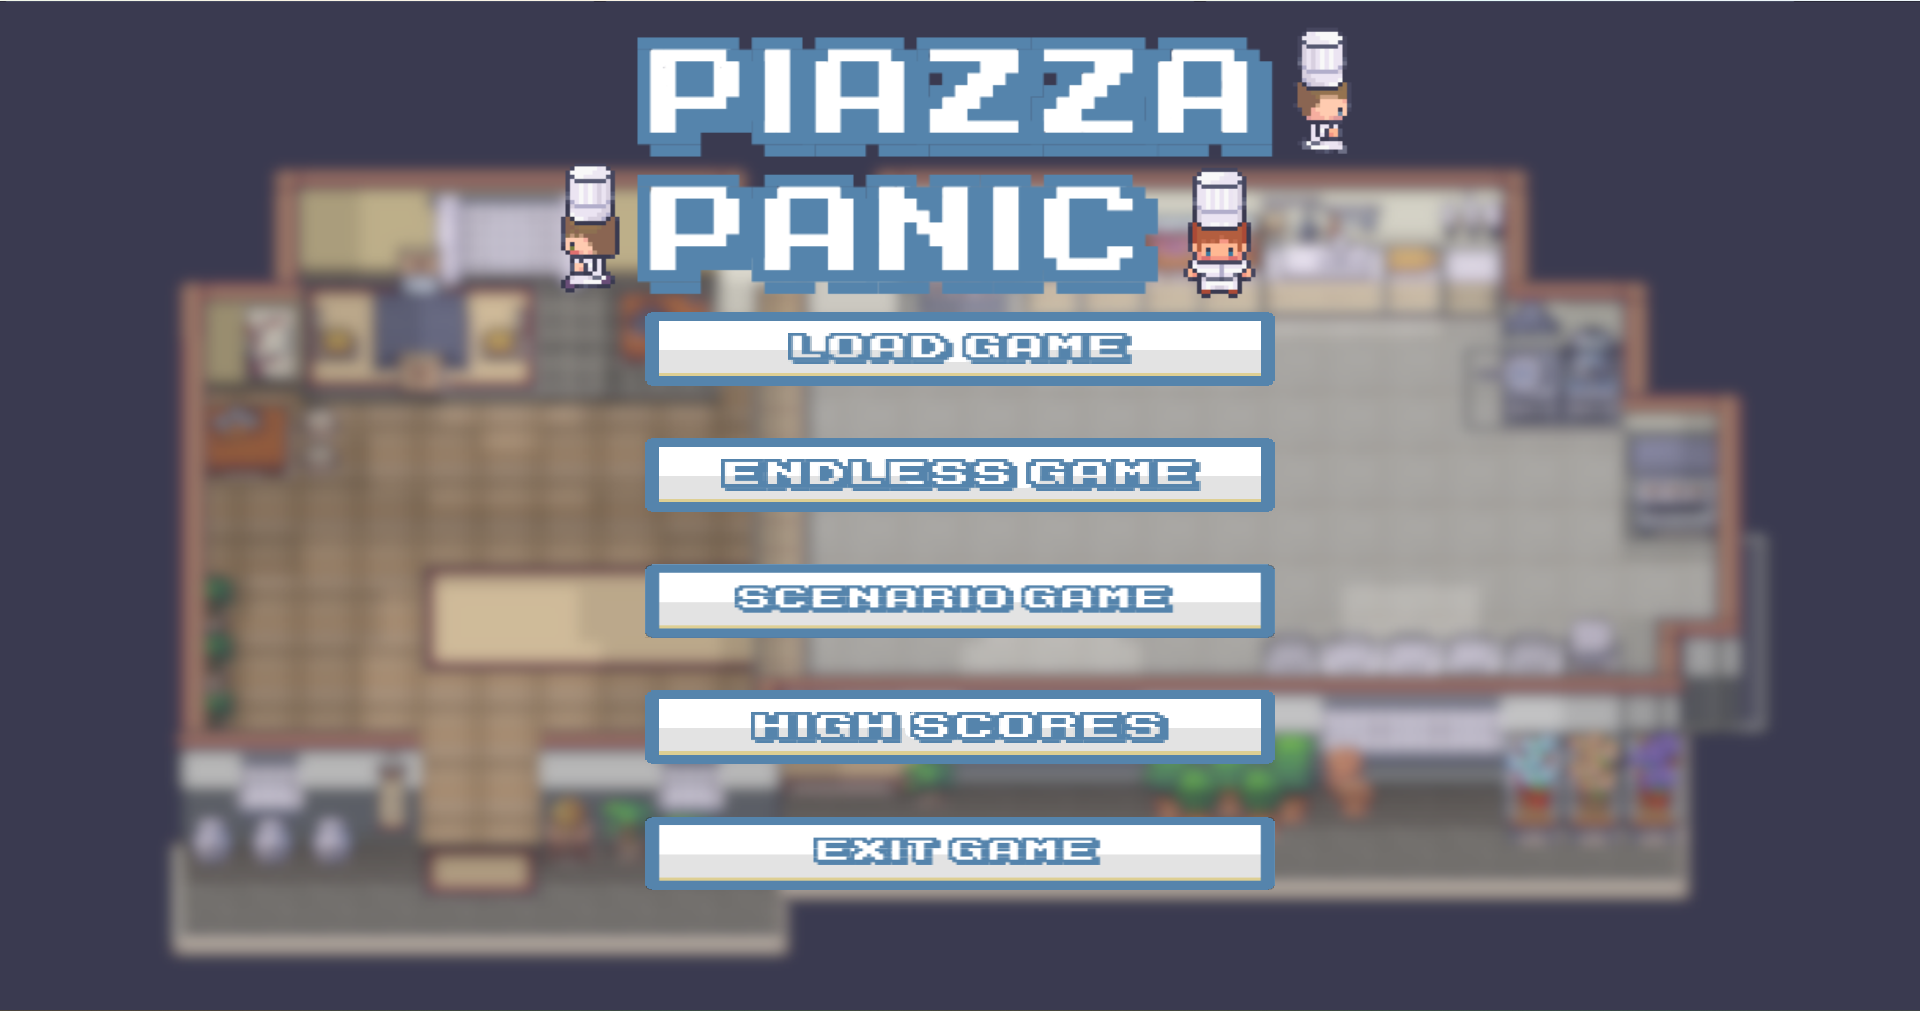 PIAZZA
PANIC
LOAD GAME
ENDLESS GAME
SCENARIO GAME
HIGH SCORES
EXIT GAME